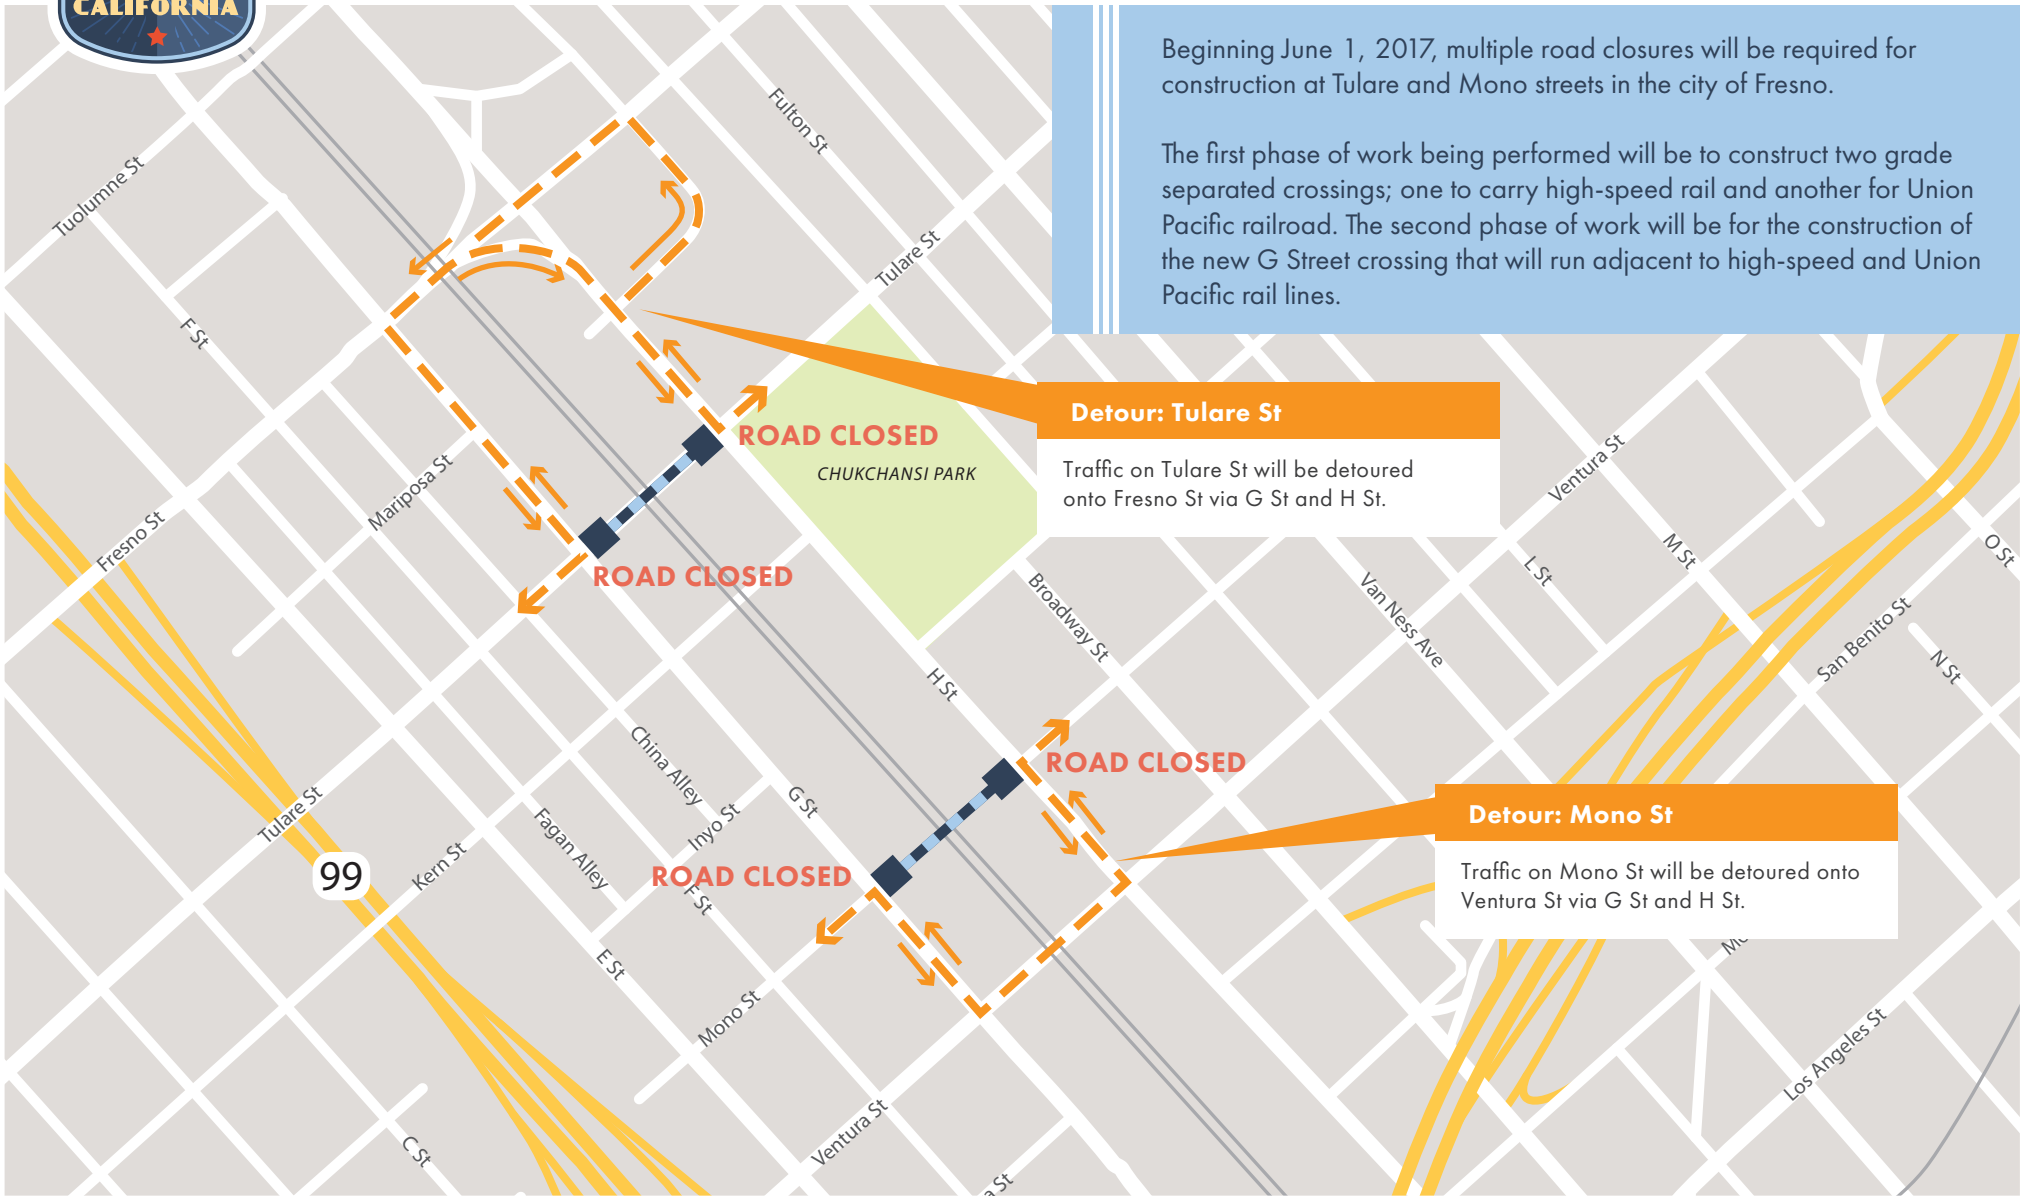 CALIFORNIA
Beginning June 1, 2017, multiple road closures will be required for
construction at Tulare and Mono streets in the city of Fresno.
The first phase of work being performed will be to construct two grade
separated crossings; one to carry high-speed rail and another for Union
Pacific railroad. The second phase of work will be for the construction of
the new G Street crossing that will run adjacent to high-speed and Union
Pacific rail lines.
Fulton St
Tuolumne St
Tulare St
F St
Detour: Tulare St
Traffic on Tulare St will be detoured
onto Fresno St via G St and H St.
ROAD CLOSED
CHUKCHANSI PARK
Mariposa St
Ventura St
Fresno St
ROAD CLOSED
M St
O St
L St
Broadway St
Van Ness Ave
San Benito St
N St
H St
China Alley
ROAD CLOSED
G St
Inyo St
Tulare St
Fagan Alley
Kern St
99
ROAD CLOSED
F St
Detour: Mono St
Traffic on Mono St will be detoured onto
Ventura St via G St and H St.
E St
Mono St
Los Angeles St
Ventura St
C St